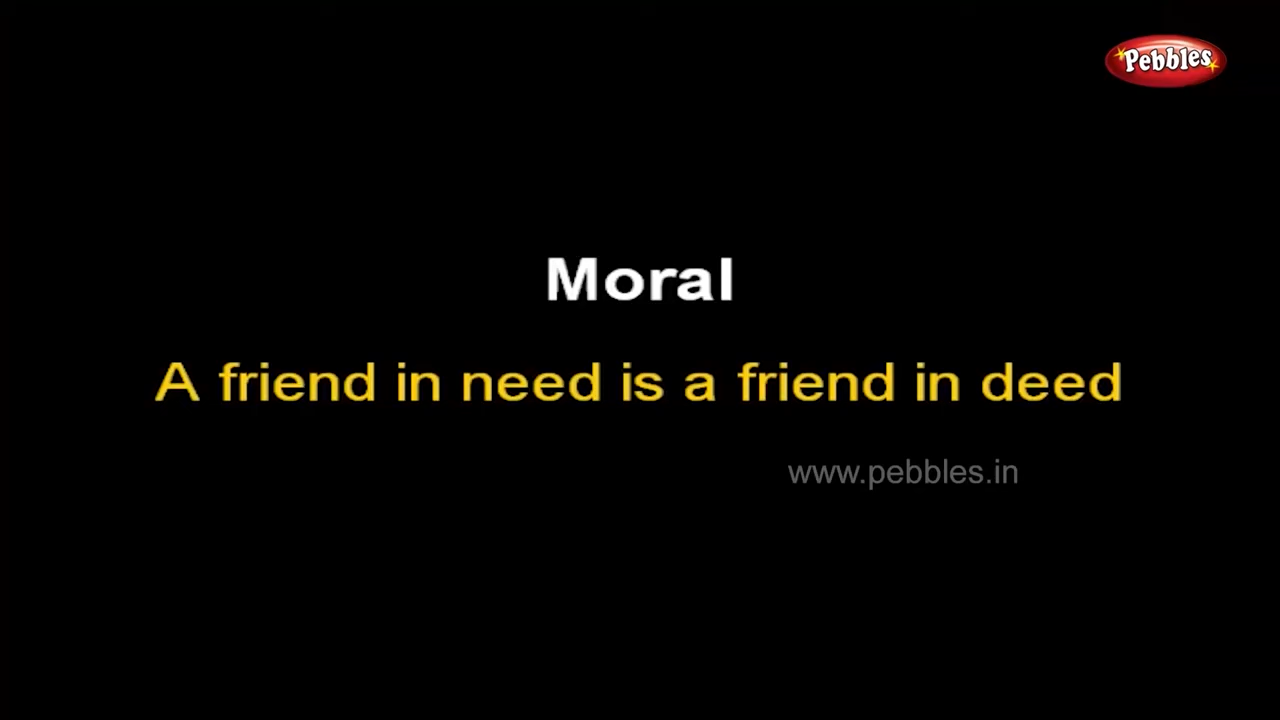 Pebbles
Moral
A friend in need is a friend in deed
www.pebbles.in